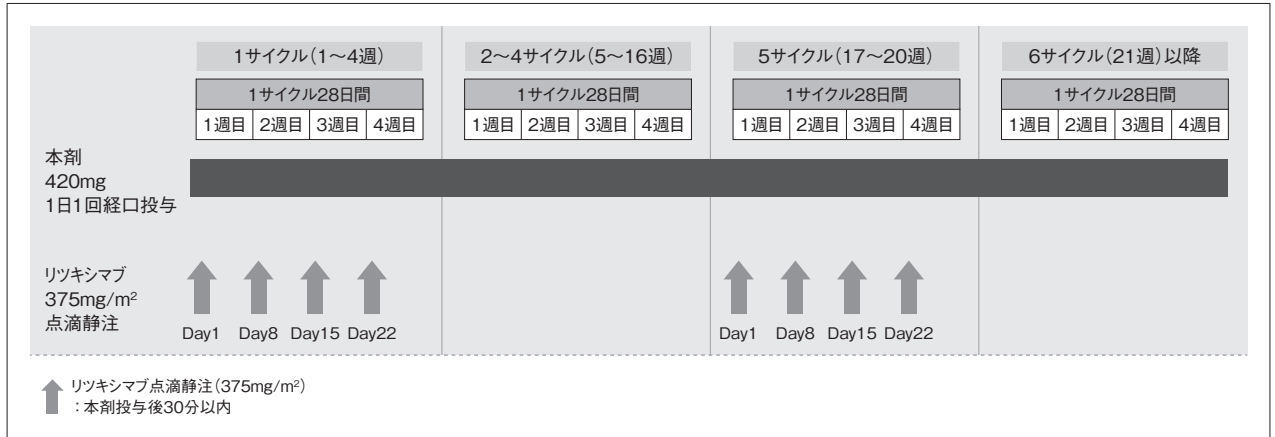 1サイクル(1～4週) 2～4サイクル(5～16週) 5サイクル(17～20週) 6サイクル(21週)以降
1サイクル28日間 1サイクル28日間 1サイクル28日間 1サイクル28日間
1週目 2週目 3週目 4週目 1週目 2週目 3週目 4週目 1週目 2週目 3週目 4週目 1週目 2週目 3週目 4週目
本剤
420mg
1日1回経口投与
リツキシマブ
375mg/m²
点滴静注
Day1 Day8 Day15 Day22 Day1 Day8 Day15 Day22
リツキシマブ点滴静注(375mg/m²)
：本剤投与後30分以内